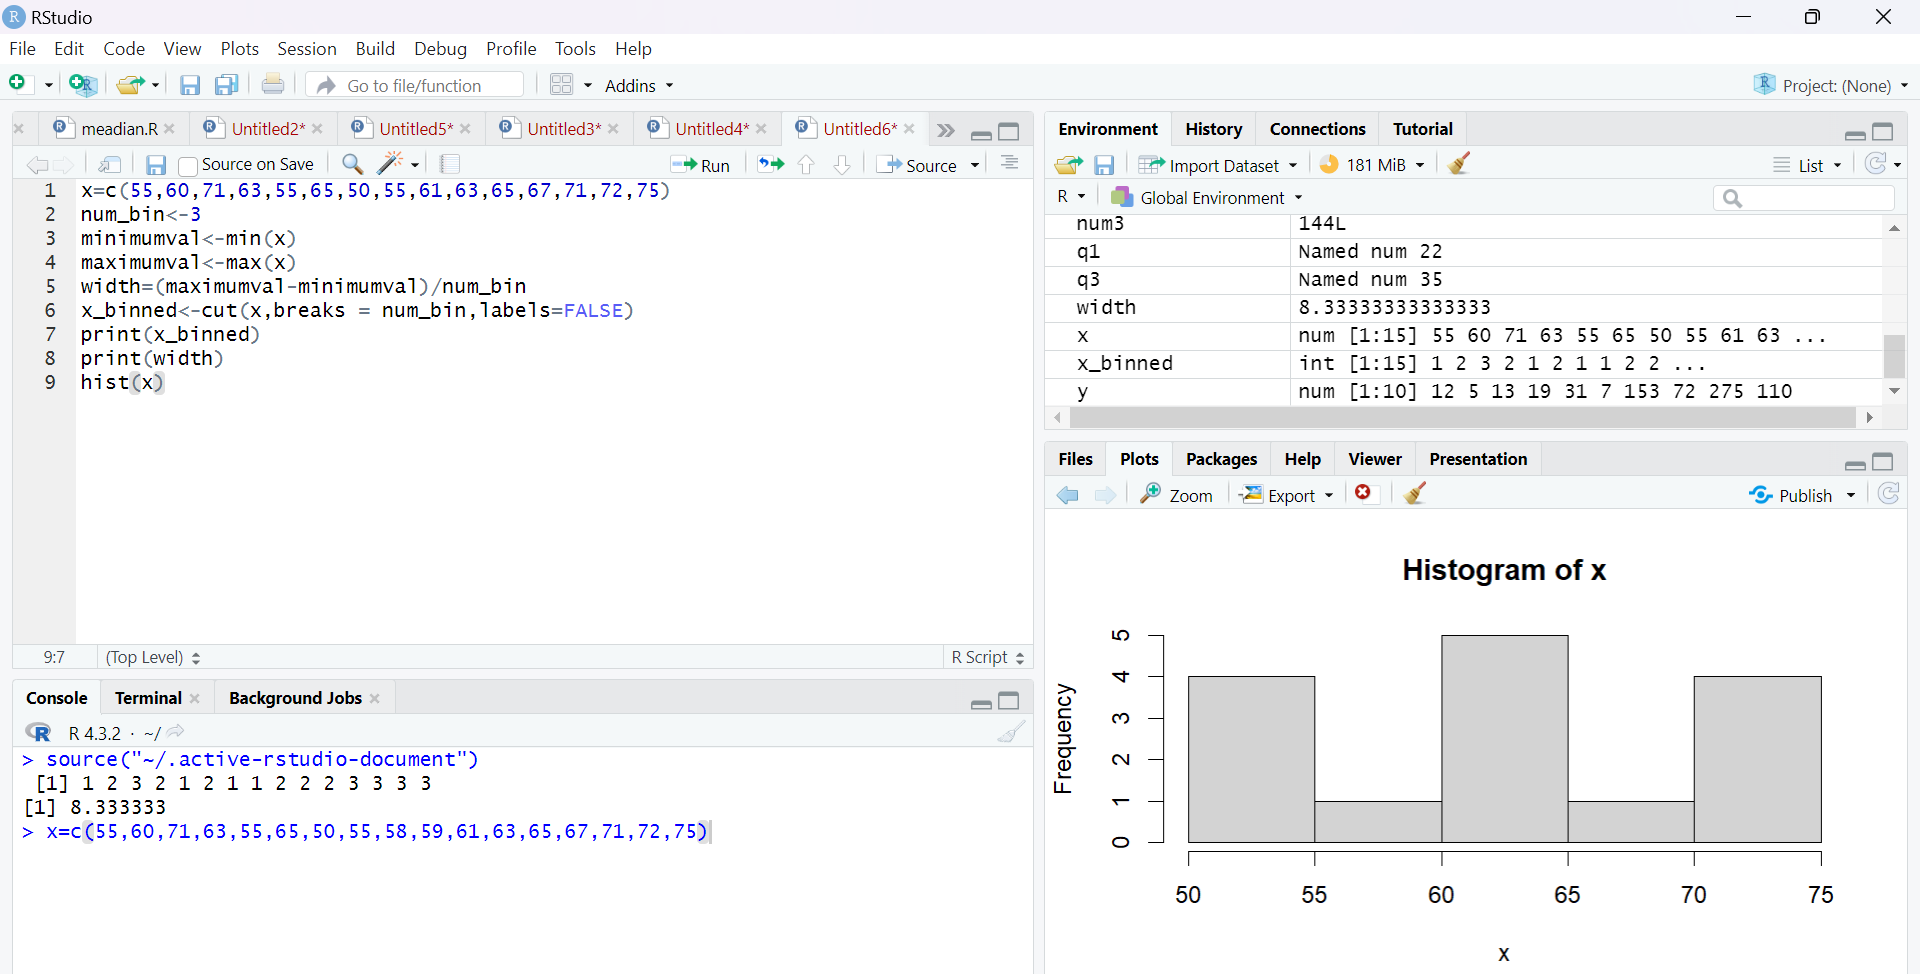 RStudio
File Edit Code View Plots Session Build Debug Profile Tools Help
Go to file/function Addins Project: (None)
meadian.R Untitled2* Untitled5* Untitled3* Untitled4* Untitled6*
Source on Save Run Source
1 x=c(55,60,71,63,55,65,50,55,61,63,65,67,71,72,75)
2 num_bin<-3
3 minimumval<-min(x)
4 maximumval<-max(x)
5 width=(maximumval-minimumval)/num_bin
6 x_binned<-cut(x,breaks = num_bin,labels=FALSE)
7 print(x_binned)
8 print(width)
9 hist(x)
9:7 (Top Level) R Script
Console Terminal Background Jobs
R 4.3.2 · ~/
> source("~/.active-rstudio-document")
[1] 1 2 3 2 1 2 1 1 2 2 2 3 3 3 3
[1] 8.333333
> x=c(55,60,71,63,55,65,50,55,58,59,61,63,65,67,71,72,75)
Environment History Connections Tutorial
Import Dataset 181 MiB List
R Global Environment
num3 144L
q1 Named num 22
q3 Named num 35
width 8.33333333333333
x num [1:15] 55 60 71 63 55 65 50 55 61 63 ...
x_binned int [1:15] 1 2 3 2 1 2 1 1 2 2 ...
y num [1:10] 12 5 13 19 31 7 153 72 275 110
Files Plots Packages Help Viewer Presentation
Zoom Export Publish
Histogram of x
Frequency
5
4
3
2
1
0
50 55 60 65 70 75
x